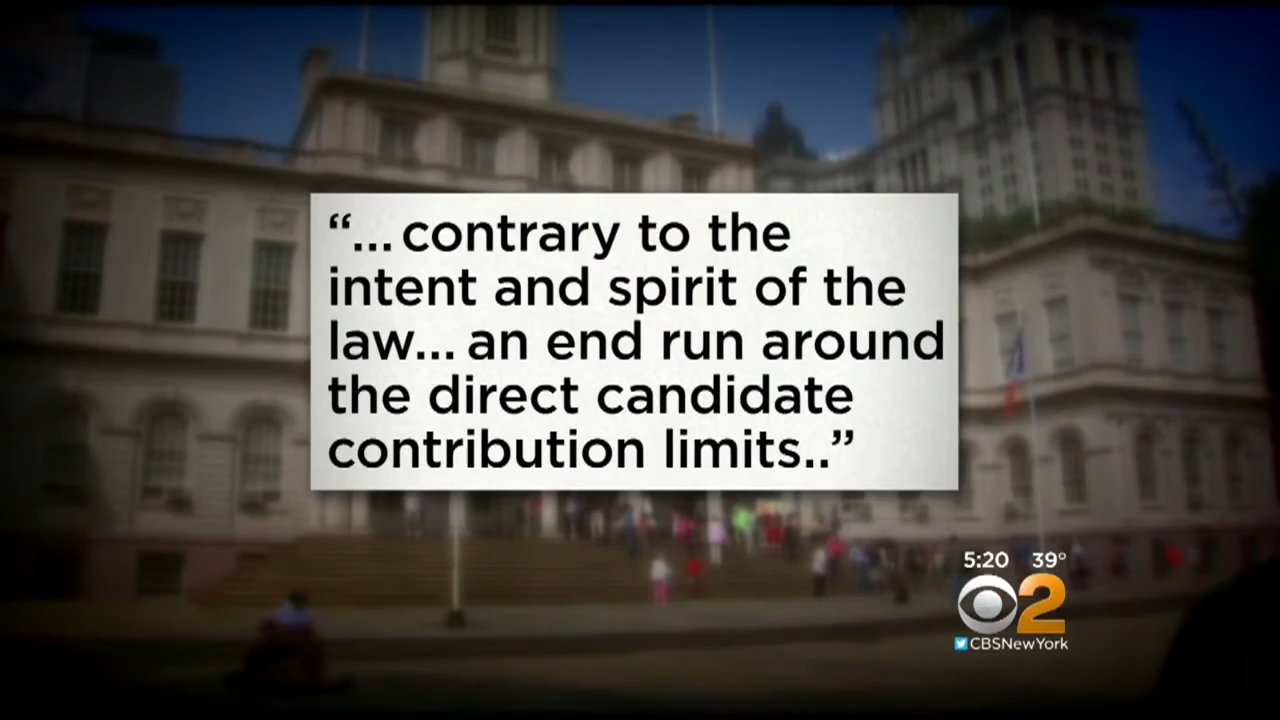 “... contrary to the
intent and spirit of the
law... an end run around
the direct candidate
contribution limits..”
5:20 39°
2
CBSNewYork